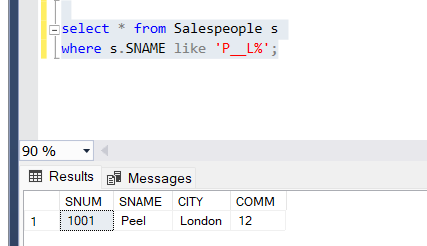 select * from Salespeople s
where s.SNAME like 'P__L%';
90 %
Results Messages
SNUM SNAME CITY COMM
1 1001 Peel London 12